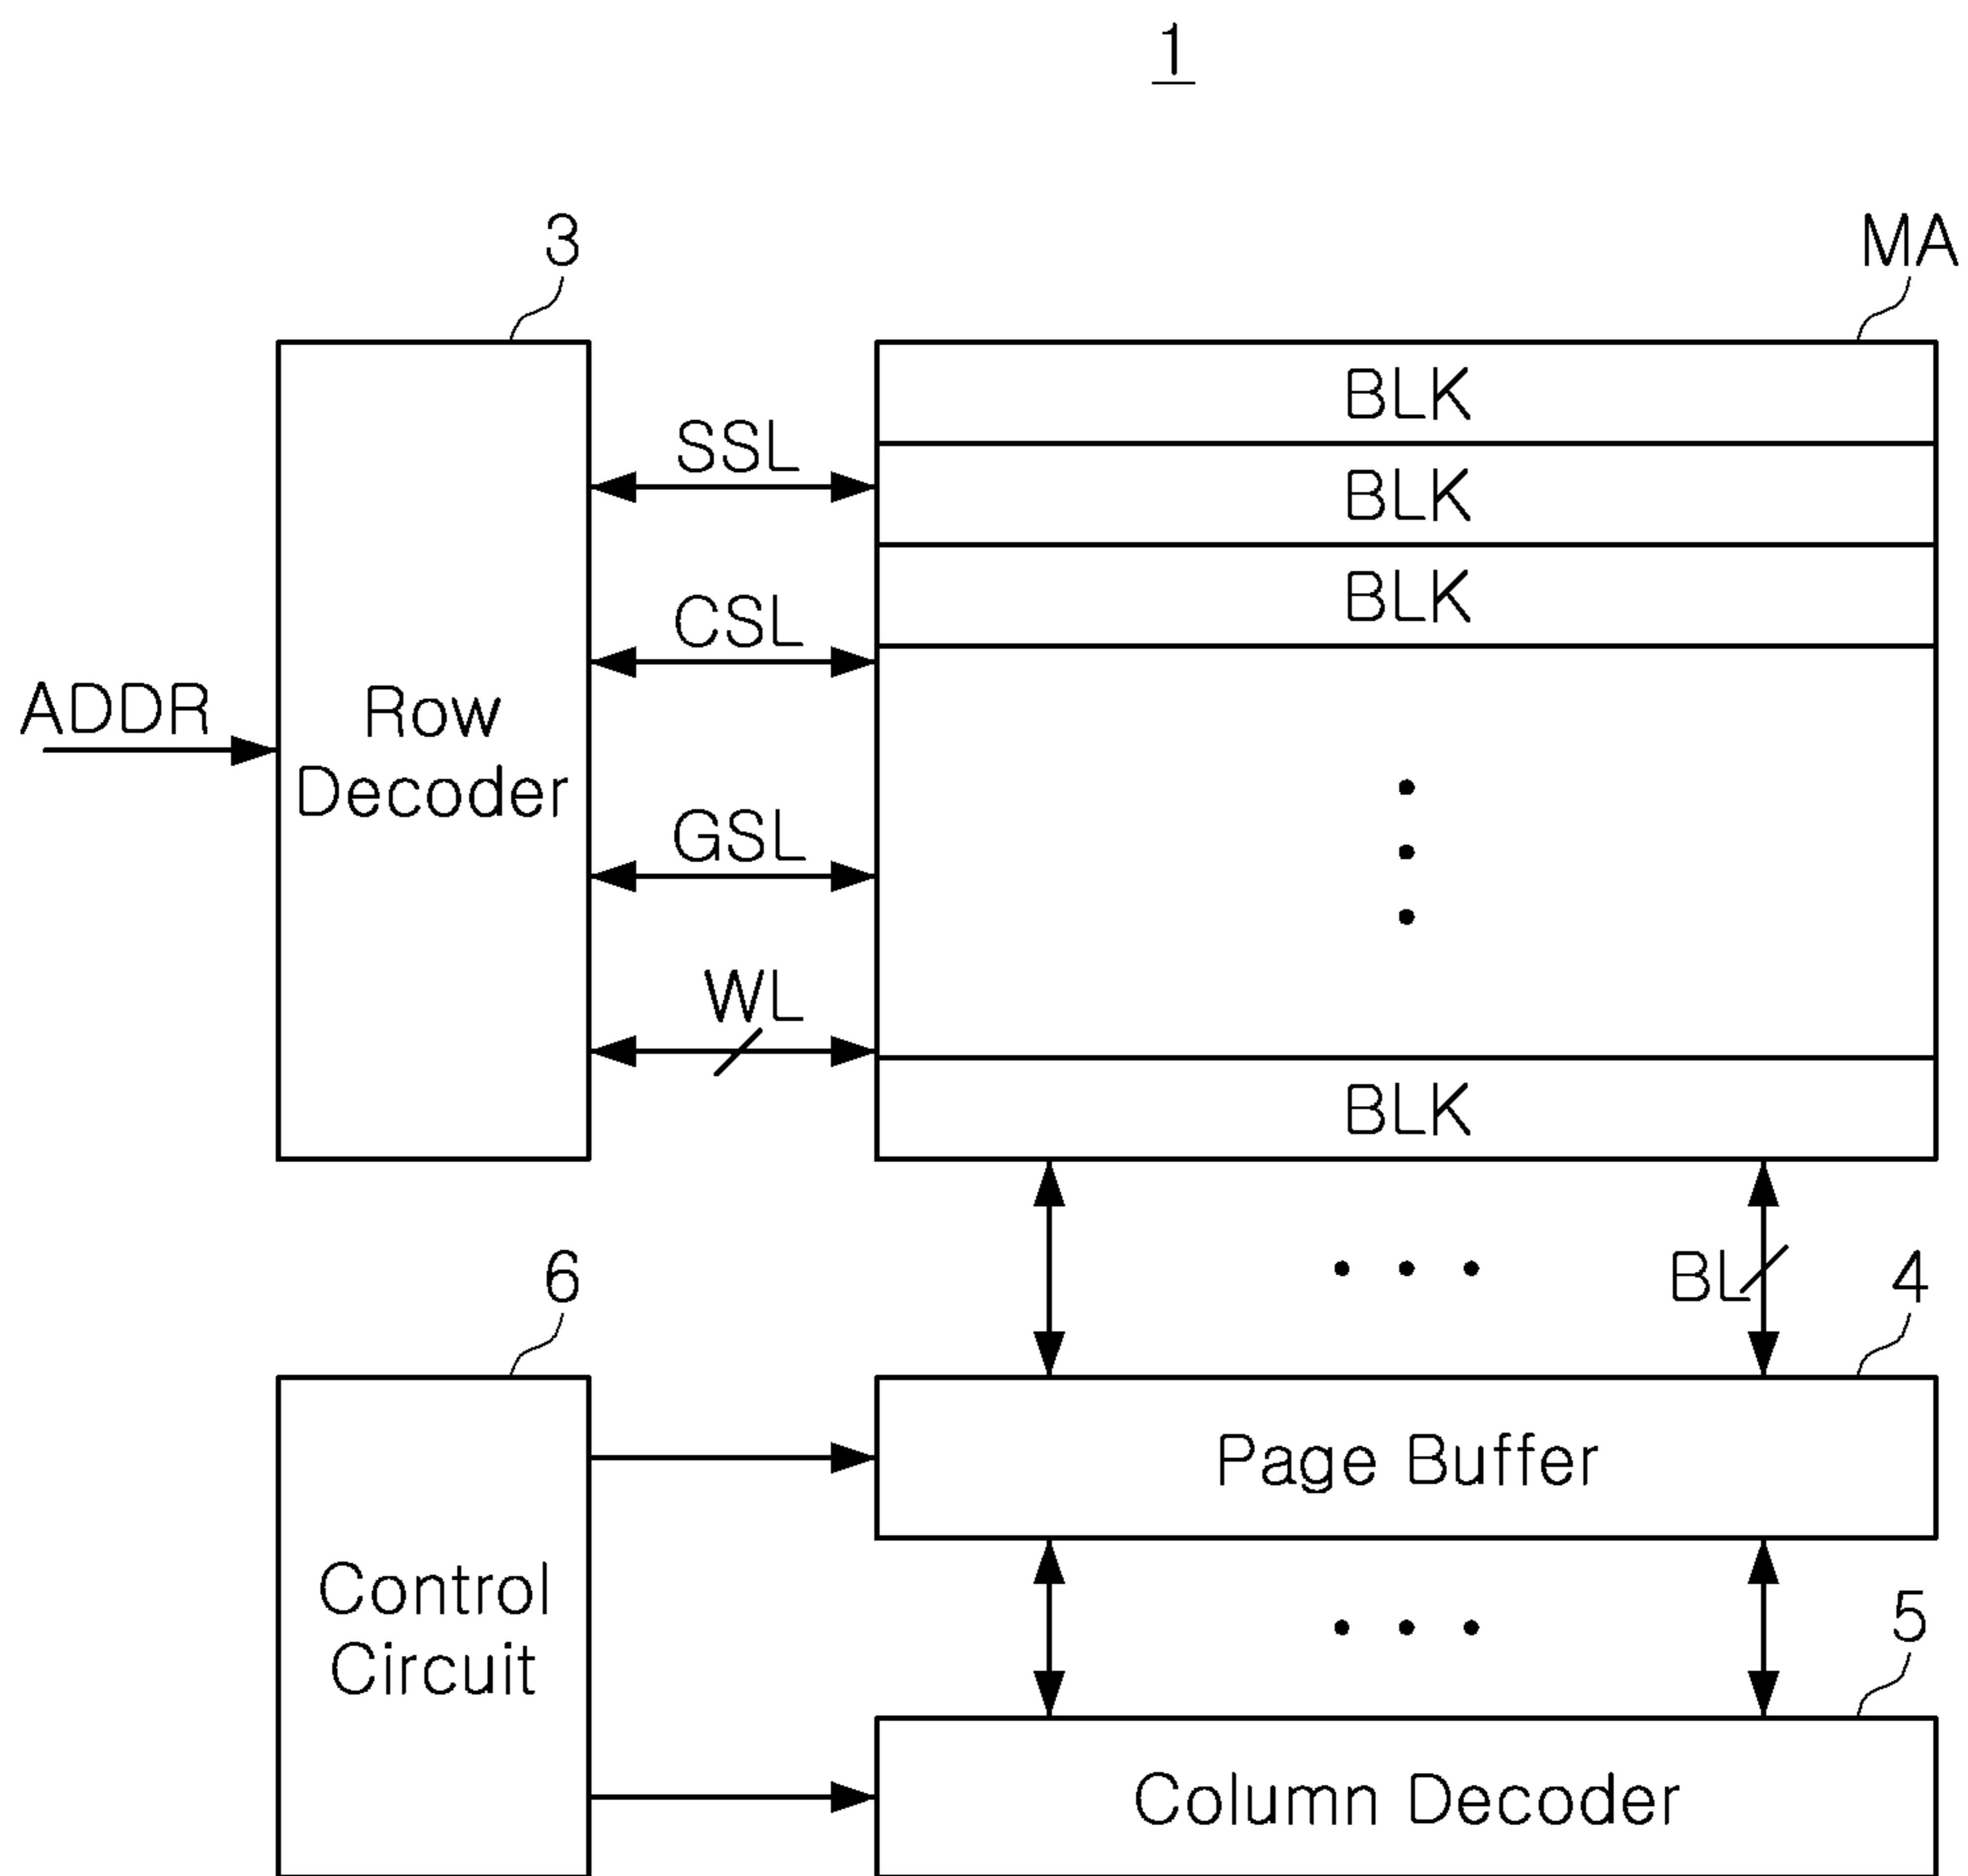 1
3
MA
BLK
SSL
BLK
CSL
BLK
ADDR
Row
Decoder
GSL
WL
BLK
6
BL
4
Page Buffer
Control
Circuit
5
Column Decoder